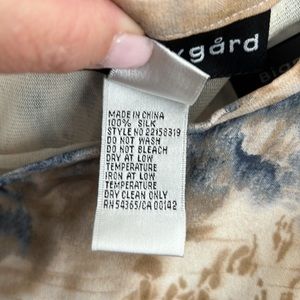 gård
MADE IN CHINA
100% SILK
STYLE NO 22158319
DO NOT WASH
DO NOT BLEACH
DRY AT LOW
TEMPERATURE
IRON AT LOW
TEMPERATURE
DRY CLEAN ONLY
RN 54365/CA 00142